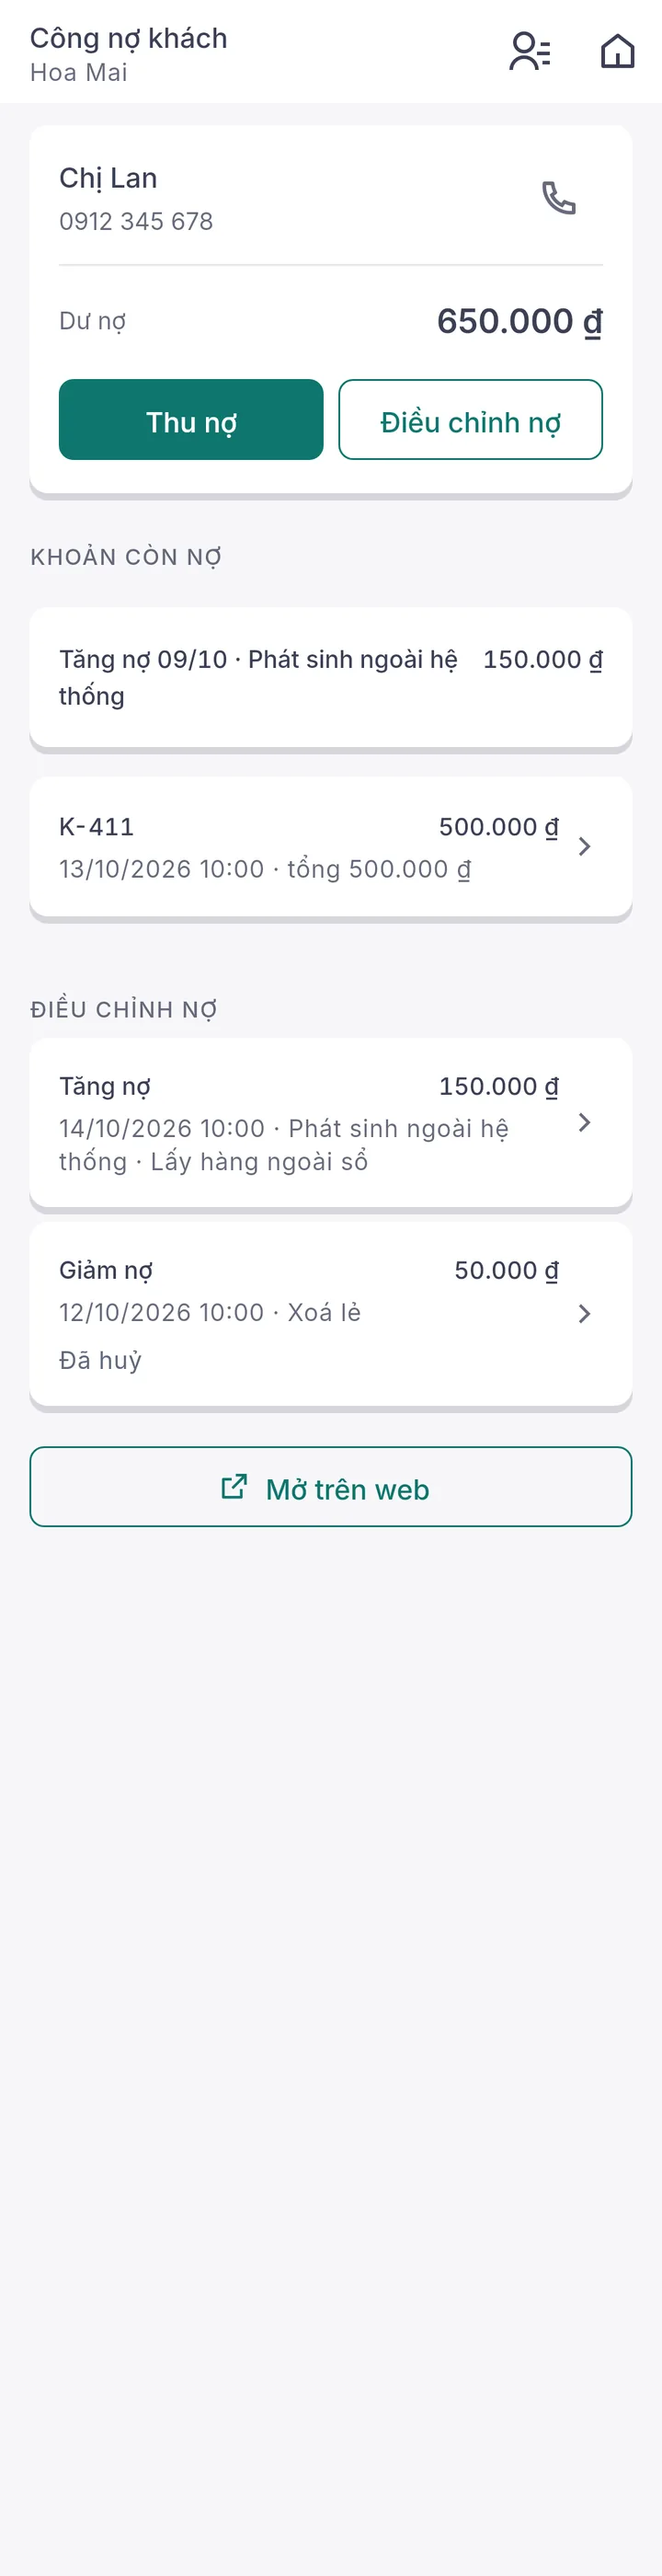 Công nợ khách
Hoa Mai
Chị Lan
0912 345 678
Dư nợ
650.000 ₫
Thu nợ
Điều chỉnh nợ
KHOẢN CÒN NỢ
Tăng nợ 09/10 · Phát sinh ngoài hệ
thống
150.000 ₫
K-411
500.000 ₫
13/10/2026 10:00 · tổng 500.000 ₫
ĐIỀU CHỈNH NỢ
Tăng nợ
150.000 ₫
14/10/2026 10:00 · Phát sinh ngoài hệ
thống · Lấy hàng ngoài sổ
Giảm nợ
50.000 ₫
12/10/2026 10:00 · Xoá lẻ
Đã huỷ
Mở trên web